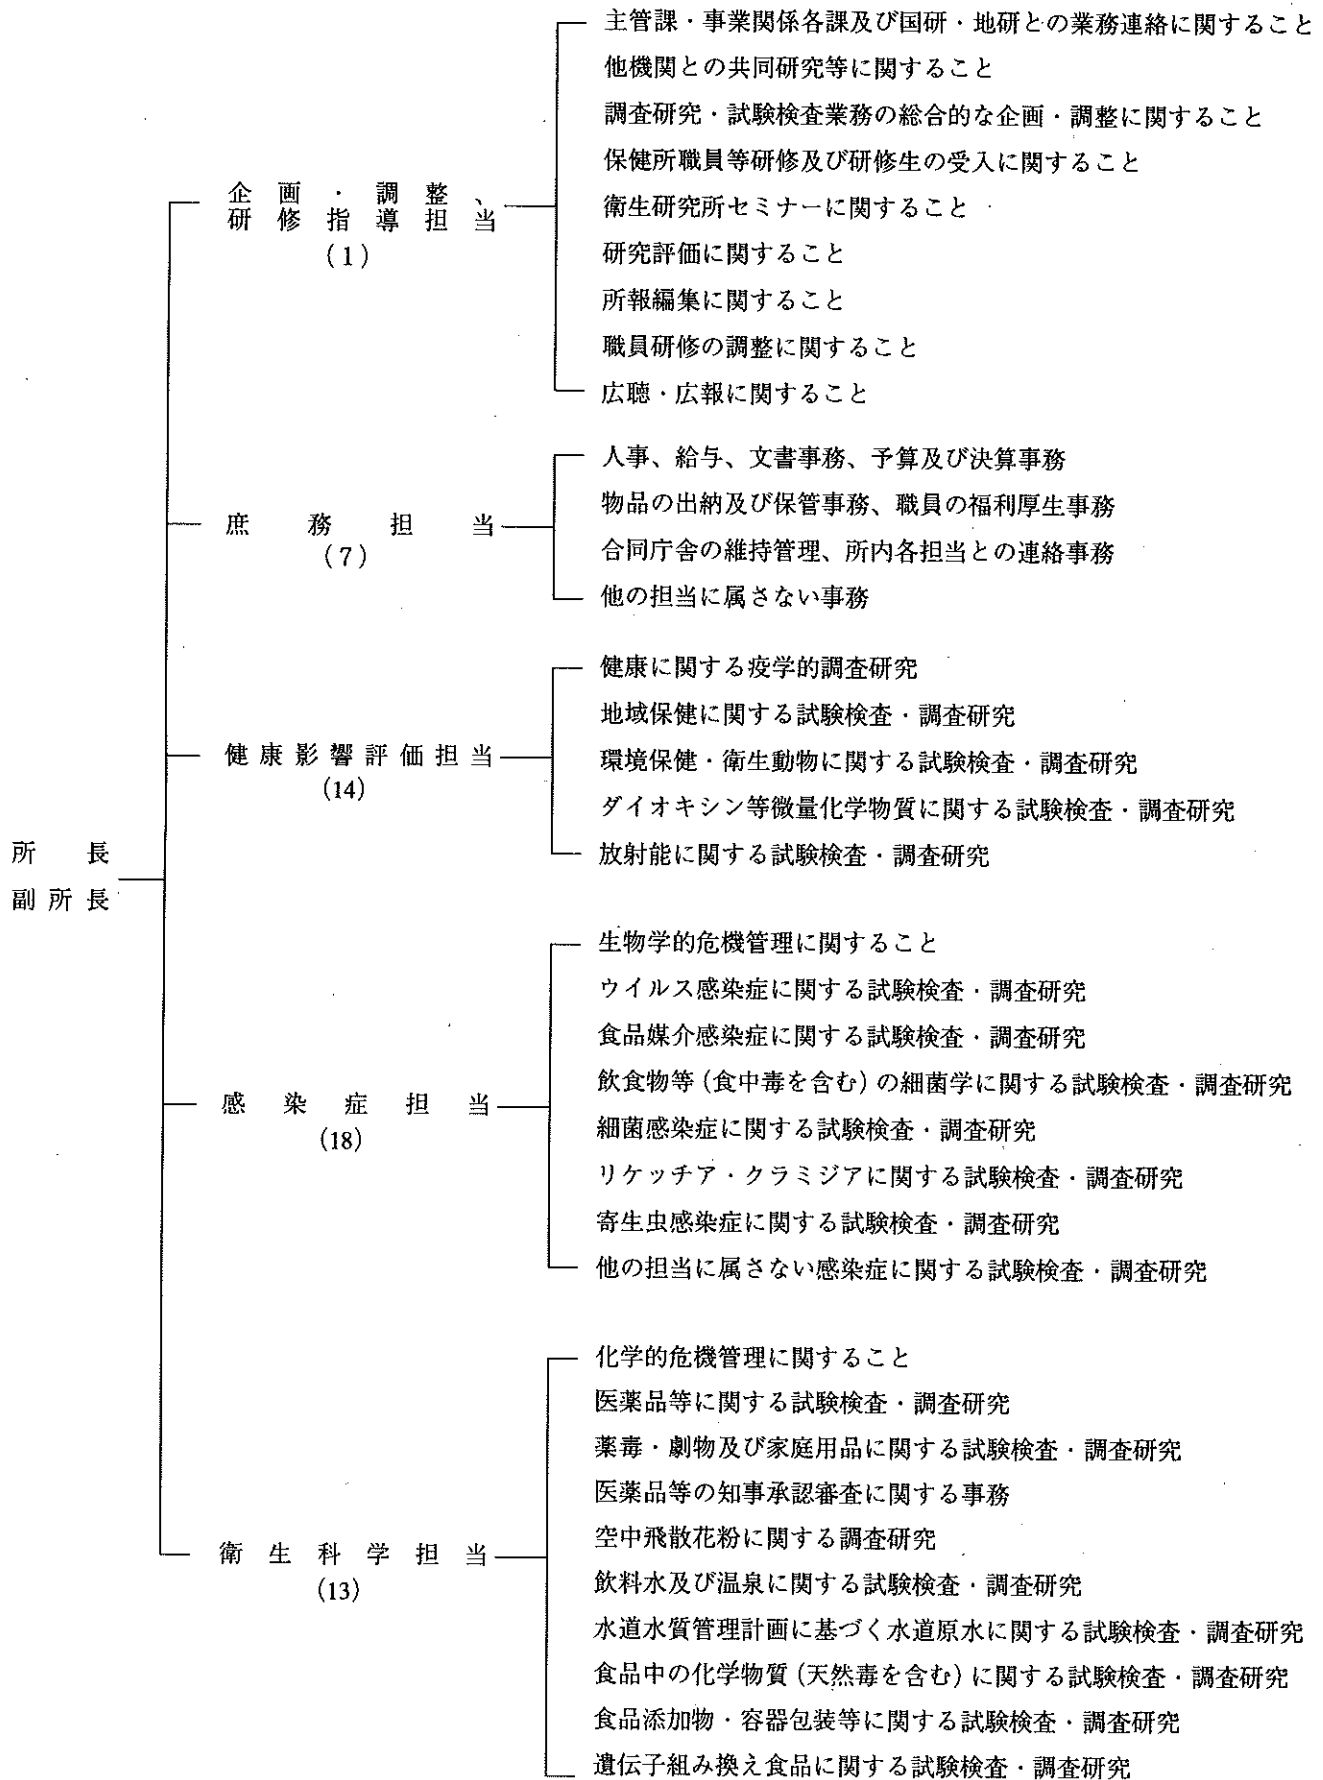 所長
副所長
企画・調整、
研修指導担当
(1)
主管課・事業関係各課及び国研・地研との業務連絡に関すること
他機関との共同研究等に関すること
調査研究・試験検査業務の総合的な企画・調整に関すること
保健所職員等研修及び研修生の受入に関すること
衛生研究所セミナーに関すること
研究評価に関すること
所報編集に関すること
職員研修の調整に関すること
広聴・広報に関すること
庶務担当
(7)
人事、給与、文書事務、予算及び決算事務
物品の出納及び保管事務、職員の福利厚生事務
合同庁舎の維持管理、所内各担当との連絡事務
他の担当に属さない事務
健康影響評価担当
(14)
健康に関する疫学的調査研究
地域保健に関する試験検査・調査研究
環境保健・衛生動物に関する試験検査・調査研究
ダイオキシン等微量化学物質に関する試験検査・調査研究
放射能に関する試験検査・調査研究
感染症担当
(18)
生物学的危機管理に関すること
ウイルス感染症に関する試験検査・調査研究
食品媒介感染症に関する試験検査・調査研究
飲食物等(食中毒を含む)の細菌学に関する試験検査・調査研究
細菌感染症に関する試験検査・調査研究
リケッチア・クラミジアに関する試験検査・調査研究
寄生虫感染症に関する試験検査・調査研究
他の担当に属さない感染症に関する試験検査・調査研究
衛生科学担当
(13)
化学的危機管理に関すること
医薬品等に関する試験検査・調査研究
薬毒・劇物及び家庭用品に関する試験検査・調査研究
医薬品等の知事承認審査に関する事務
空中飛散花粉に関する調査研究
飲料水及び温泉に関する試験検査・調査研究
水道水質管理計画に基づく水道原水に関する試験検査・調査研究
食品中の化学物質(天然毒を含む)に関する試験検査・調査研究
食品添加物・容器包装等に関する試験検査・調査研究
遺伝子組み換え食品に関する試験検査・調査研究